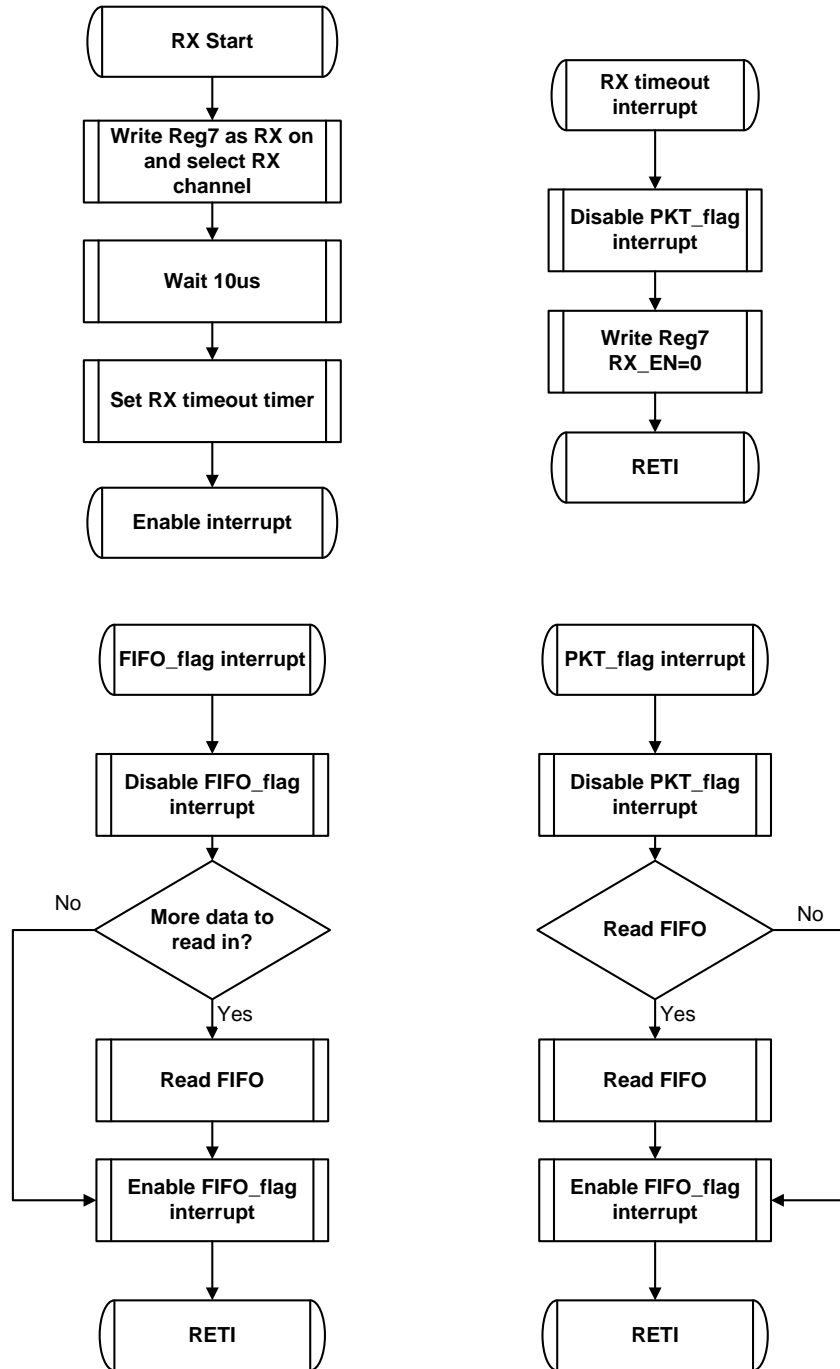 RX Start
Write Reg7 as RX on
and select RX
channel
Wait 10us
Set RX timeout timer
Enable interrupt
RX timeout
interrupt
Disable PKT_flag
interrupt
Write Reg7
RX_EN=0
RETI
FIFO_flag interrupt
Disable FIFO_flag
interrupt
No
More data to
read in?
Yes
Read FIFO
Enable FIFO_flag
interrupt
RETI
PKT_flag interrupt
Disable PKT_flag
interrupt
Read FIFO
No
Yes
Read FIFO
Enable FIFO_flag
interrupt
RETI